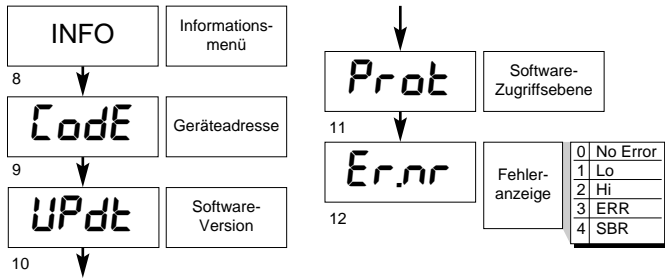 INFO
Informations-
menü
8
CodE
Geräteadresse
9
UPdt
Software-
Version
10
Prot
Software-
Zugriffsebene
11
Er.nr
Fehler-
anzeige
0 No Error
1 Lo
2 Hi
3 ERR
4 SBR
12